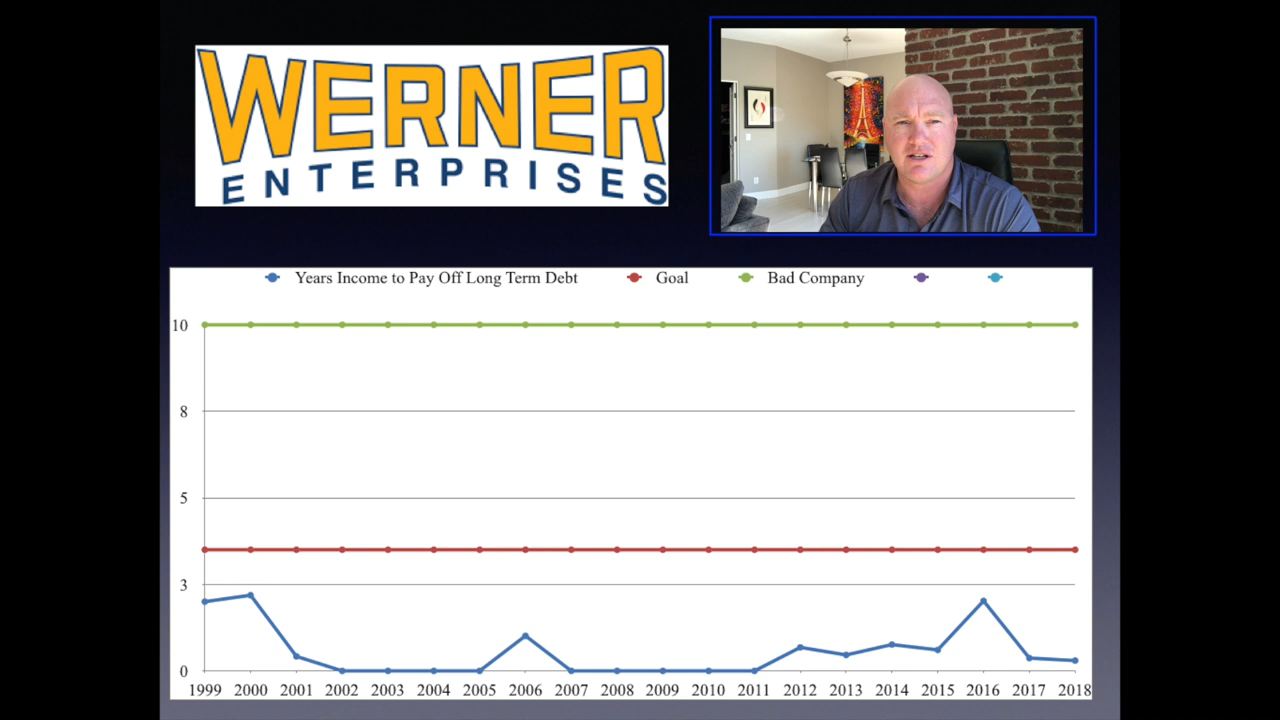 WERNER
ENTERPRISES
Years Income to Pay Off Long Term Debt Goal Bad Company
10
8
5
3
0
1999 2000 2001 2002 2003 2004 2005 2006 2007 2008 2009 2010 2011 2012 2013 2014 2015 2016 2017 2018